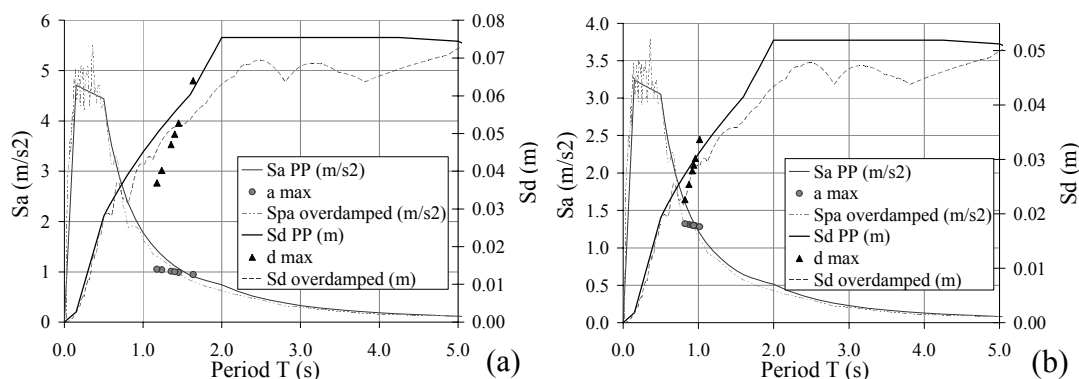 6
5
4
3
2
1
0
Sa (m/s2)
0.08
0.07
0.06
0.05
0.04
0.03
0.02
0.01
0.00
Sd (m)
Sa PP (m/s2)
a max
Spa overdamped (m/s2)
Sd PP (m)
d max
Sd overdamped (m)
0.0 1.0 2.0 3.0 4.0 5.0
Period T (s)
(a)
4.0
3.5
3.0
2.5
2.0
1.5
1.0
0.5
0.0
Sa (m/s2)
0.05
0.04
0.03
0.02
0.01
0.00
Sd (m)
Sa PP (m/s2)
a max
Spa overdamped (m/s2)
Sd PP (m)
d max
Sd overdamped (m)
0.0 1.0 2.0 3.0 4.0 5.0
Period T (s)
(b)